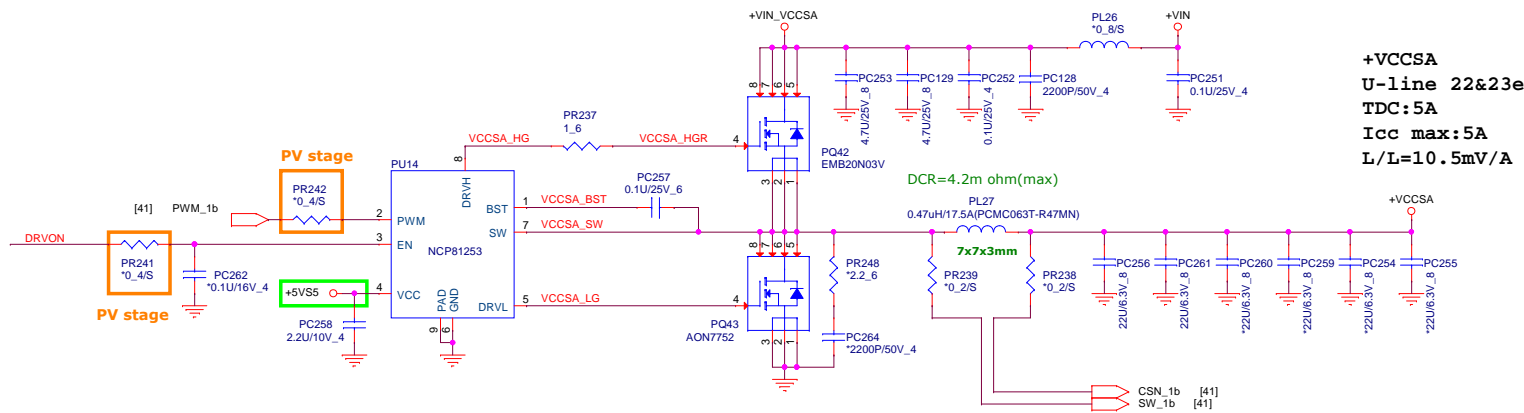 +VIN_VCCSA
PL26
*0_8/S
+VIN
PC253
4.7U/25V_8
PC129
4.7U/25V_8
PC252
0.1U/25V_4
PC128
2200P/50V_4
PC251
0.1U/25V_4
+VCCSA
U-line 22&23e
TDC:5A
Icc max:5A
L/L=10.5mV/A
8
7
6
5
PR237
1_6
VCCSA_HG
VCCSA_HGR
4
PQ42
EMB20N03V
3
2
1
PV stage
PU14
8
DRVH
PR242
*0_4/S
[41]
PWM_1b
2
PWM
BST
1
VCCSA_BST
PC257
0.1U/25V_6
DCR=4.2m ohm(max)
PL27
0.47uH/17.5A(PCMC063T-R47MN)
+VCCSA
DRVON
3
EN
NCP81253
SW
7
VCCSA_SW
7x7x3mm
PR241
*0_4/S
PC262
*0.1U/16V_4
PV stage
+5VS5
4
VCC
PAD
GND
DRVL
5
VCCSA_LG
9
6
PC258
2.2U/10V_4
8
7
6
5
4
PQ43
AON7752
3
2
1
PR248
*2.2_6
PC264
*2200P/50V_4
PR239
*0_2/S
PR238
*0_2/S
PC256
22U/6.3V_8
PC261
22U/6.3V_8
PC260
*22U/6.3V_8
PC259
*22U/6.3V_8
PC254
*22U/6.3V_8
PC255
*22U/6.3V_8
CSN_1b
[41]
SW_1b
[41]